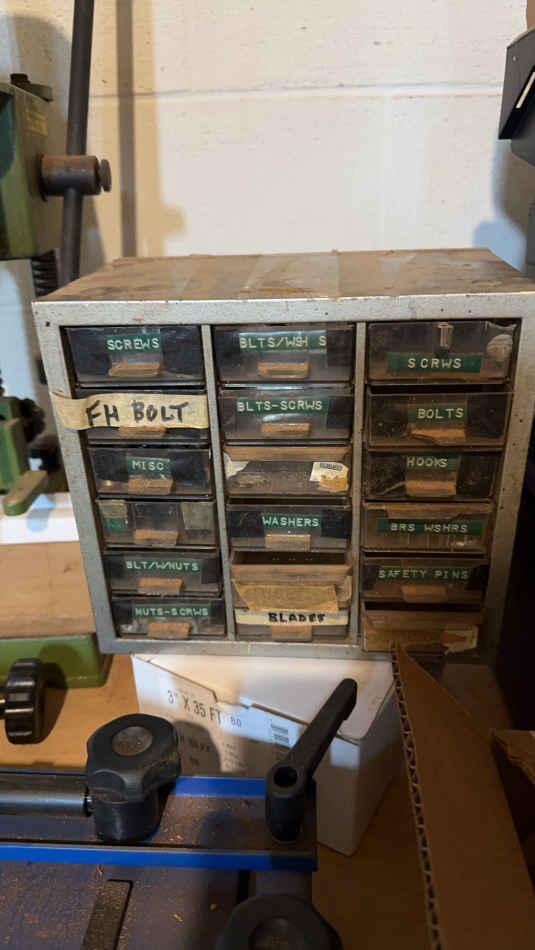 SCREWS
BLTS/WSH S
SCRWS
FH BOLT
BLTS-SCRWS
BOLTS
MISC
HOOKS
WASHERS
BRS WSHRS
BLT/W/NUTS
SAFETY PINS
NUTS-SCRWS
BLADES
3" X 35 FT